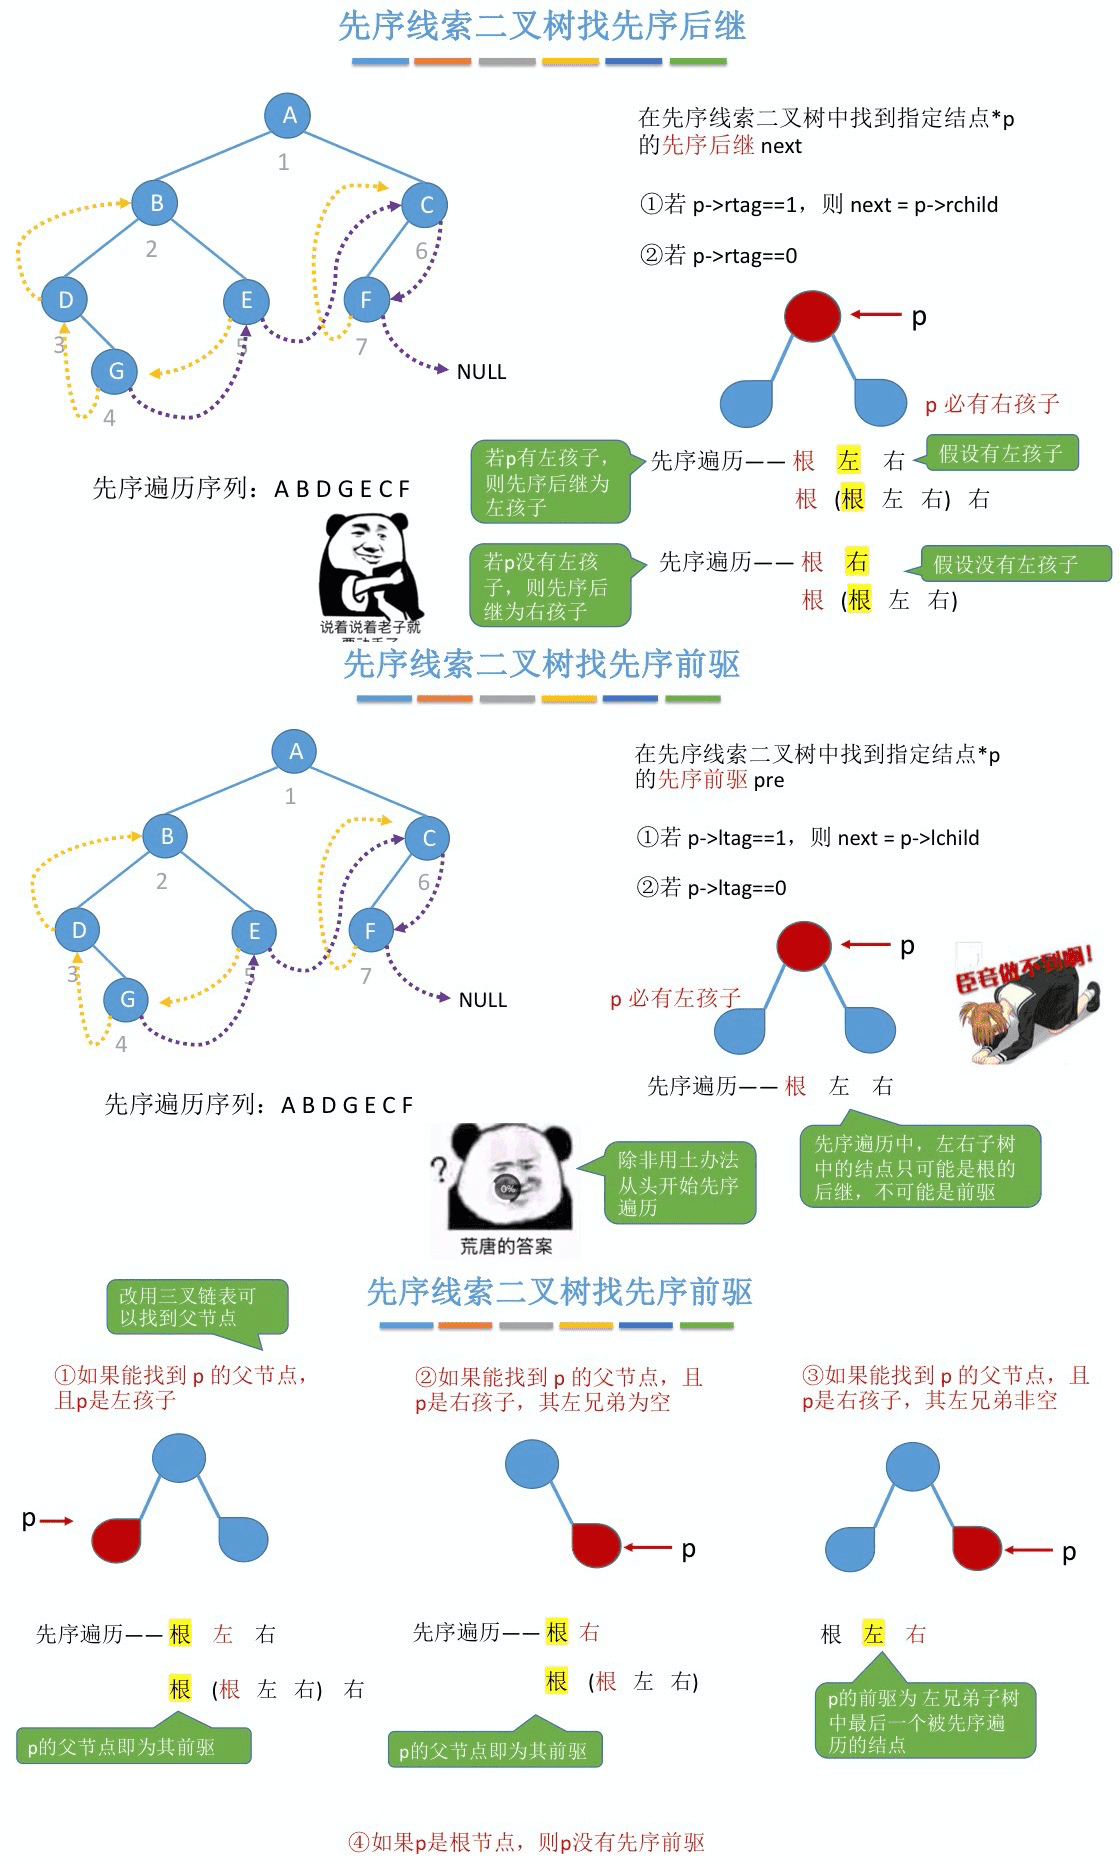 先序线索二叉树找先序后继
A
1
B
2
C
6
D
3
E
5
F
7
G
4
NULL
先序遍历序列：A B D G E C F
说着说着老子就
在先序线索二叉树中找到指定结点*p
的先序后继 next
①若 p->rtag==1，则 next = p->rchild
②若 p->rtag==0
p
p 必有右孩子
若p有左孩子，
则先序后继为
左孩子
先序遍历—— 根 左 右
假设有左孩子
根 (根 左 右) 右
若p没有左孩
子，则先序后
继为右孩子
先序遍历—— 根 右
假设没有左孩子
根 (根 左 右)
先序线索二叉树找先序前驱
A
1
B
2
C
6
D
3
E
5
F
7
G
4
NULL
先序遍历序列：A B D G E C F
在先序线索二叉树中找到指定结点*p
的先序前驱 pre
①若 p->ltag==1，则 next = p->lchild
②若 p->ltag==0
p
p 必有左孩子
臣妾做不到啊!
先序遍历—— 根 左 右
先序遍历中，左右子树
中的结点只可能是根的
后继，不可能是前驱
?
0%
荒唐的答案
除非用土办法
从头开始先序
遍历
先序线索二叉树找先序前驱
改用三叉链表可
以找到父节点
①如果能找到 p 的父节点，
且p是左孩子
p
先序遍历—— 根 左 右
根 (根 左 右) 右
p的父节点即为其前驱
②如果能找到 p 的父节点，且
p是右孩子，其左兄弟为空
p
先序遍历—— 根 右
根 (根 左 右)
p的父节点即为其前驱
③如果能找到 p 的父节点，且
p是右孩子，其左兄弟非空
p
根 左 右
p的前驱为 左兄弟子树
中最后一个被先序遍
历的结点
④如果p是根节点，则p没有先序前驱